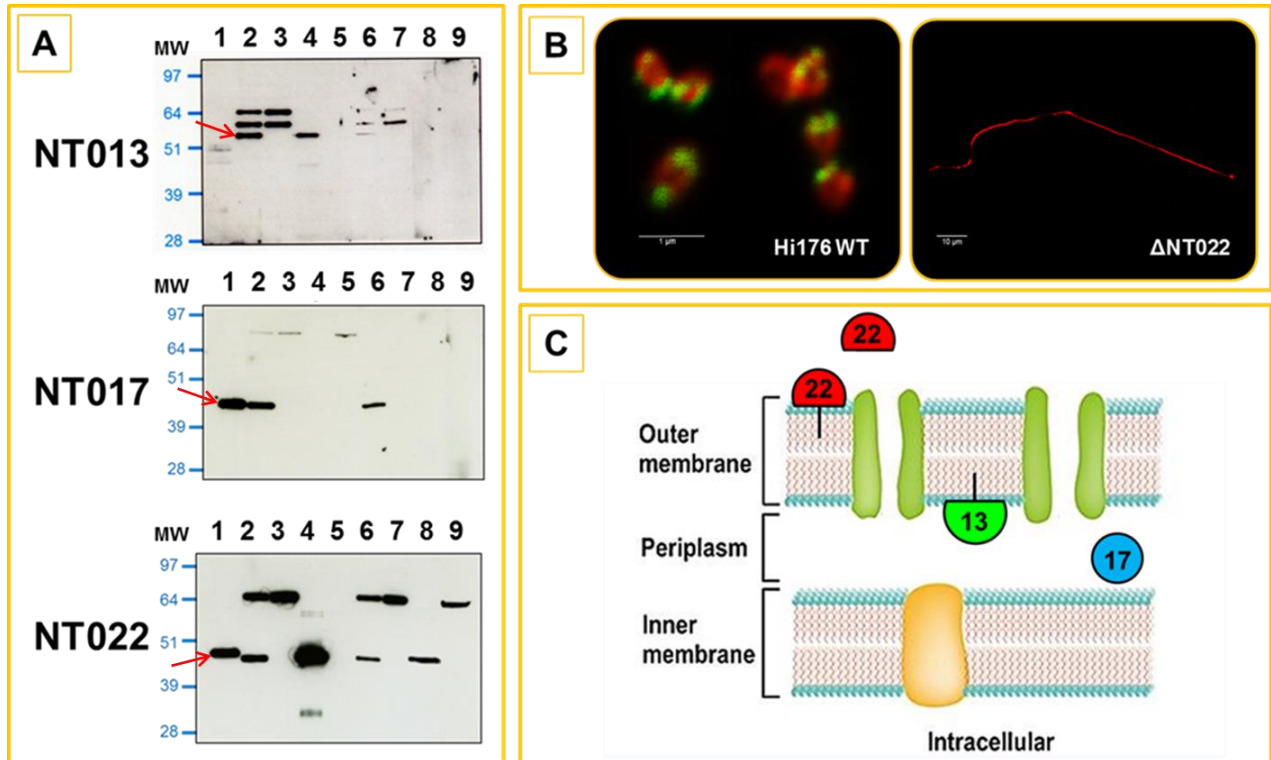 A
MW 1 2 3 4 5 6 7 8 9
97
64
NT013
51
39
28
MW 1 2 3 4 5 6 7 8 9
97
64
51
NT017
39
28
MW 1 2 3 4 5 6 7 8 9
97
64
NT022
51
39
28
B
1 µm
Hi176 WT
10 µm
ΔNT022
C
22
22
Outer
membrane
13
Periplasm
17
Inner
membrane
Intracellular